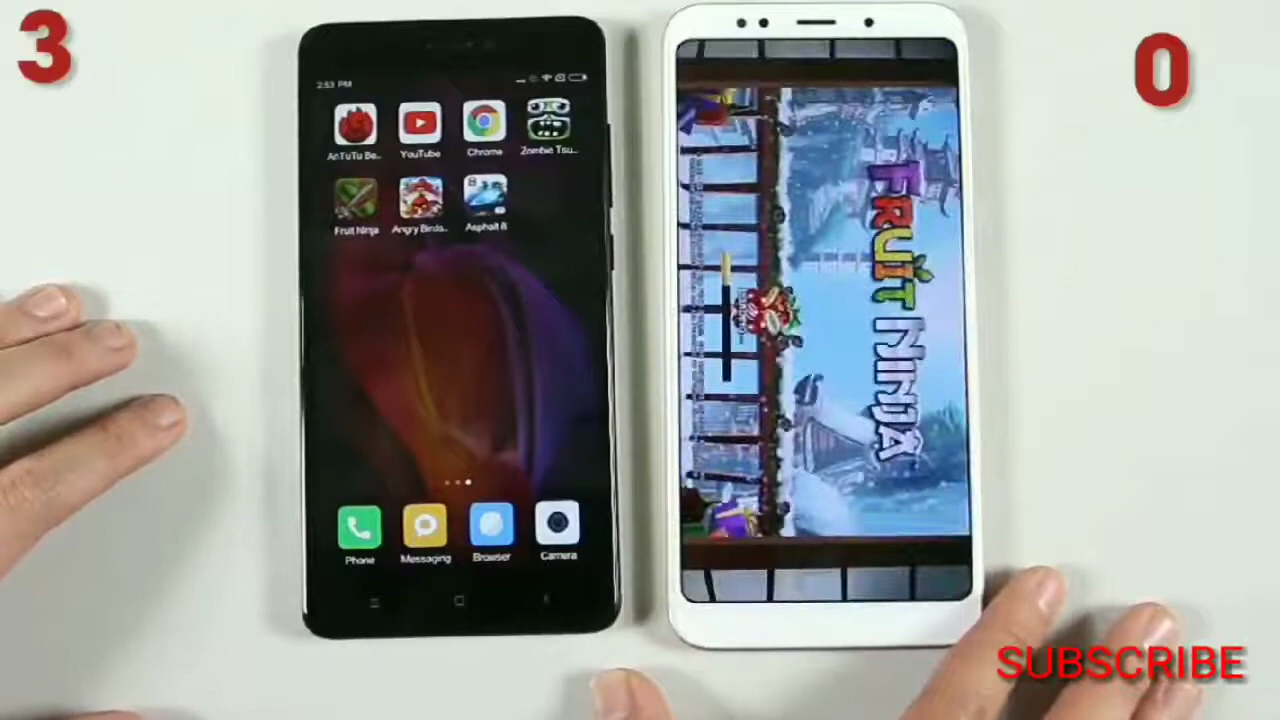 3
0
2:53 PM
AnTuTu Be..
YouTube
Chrome
Zombie Tsu..
Fruit Ninja
Angry Birds..
Asphalt 8
FRUIT NINJA
Phone
Messaging
Browser
Camera
SUBSCRIBE